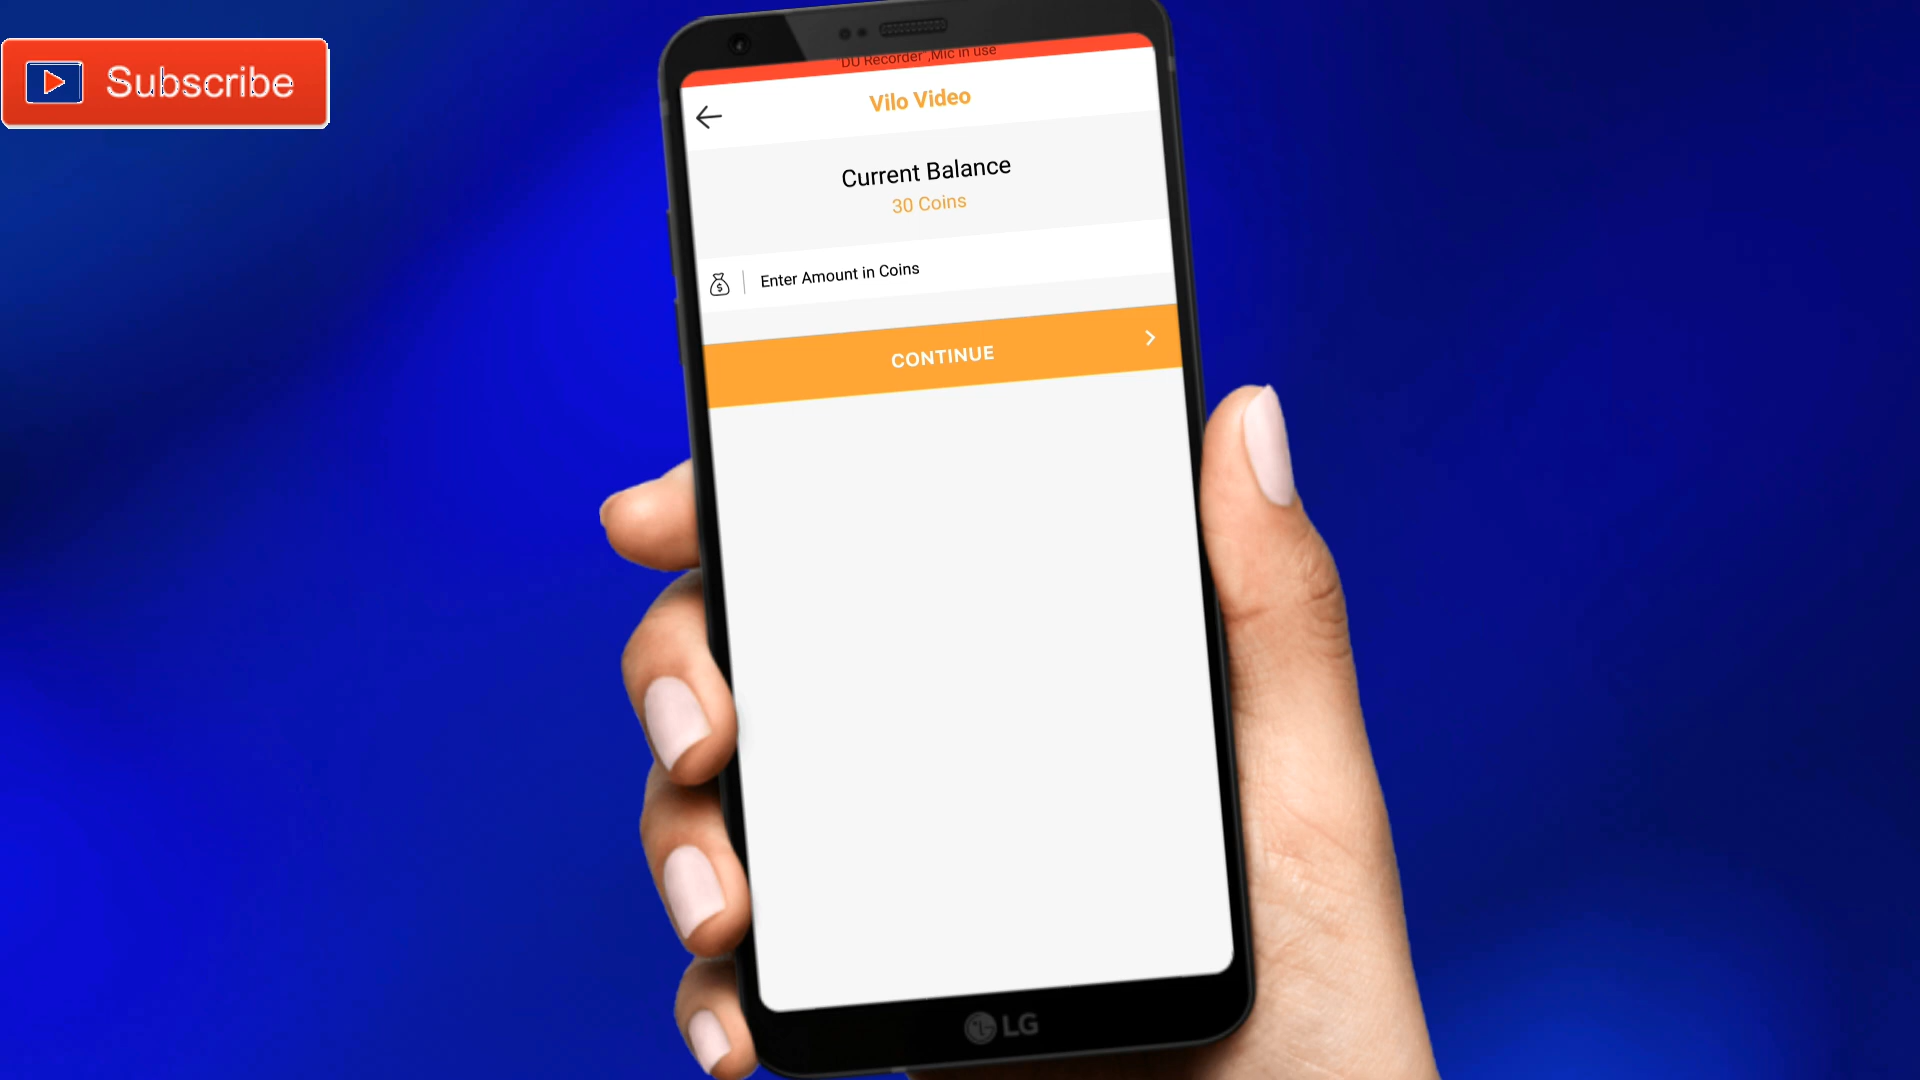 Subscribe
DU Recorder ,Mic in use
Vilo Video
Current Balance
30 Coins
$
Enter Amount in Coins
CONTINUE
LG